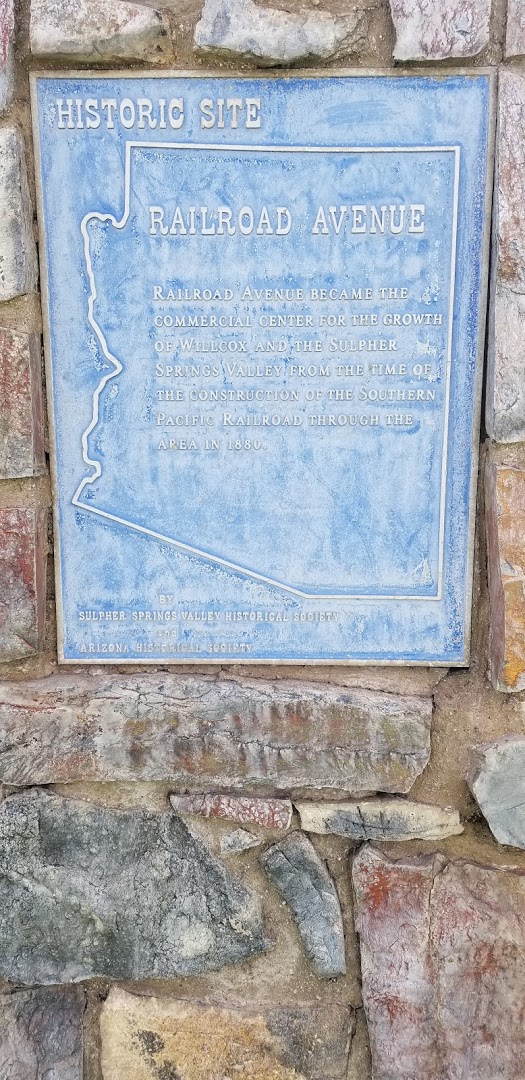 HISTORIC SITE
RAILROAD AVENUE
RAILROAD AVENUE BECAME THE
COMMERCIAL CENTER FOR THE GROWTH
OF WILLCOX AND THE SULPHER
SPRINGS VALLEY FROM THE TIME OF
THE CONSTRUCTION OF THE SOUTHERN
PACIFIC RAILROAD THROUGH THE
AREA IN 1880.
BY
SULPHER SPRINGS VALLEY HISTORICAL SOCIETY
AND
ARIZONA HISTORICAL SOCIETY